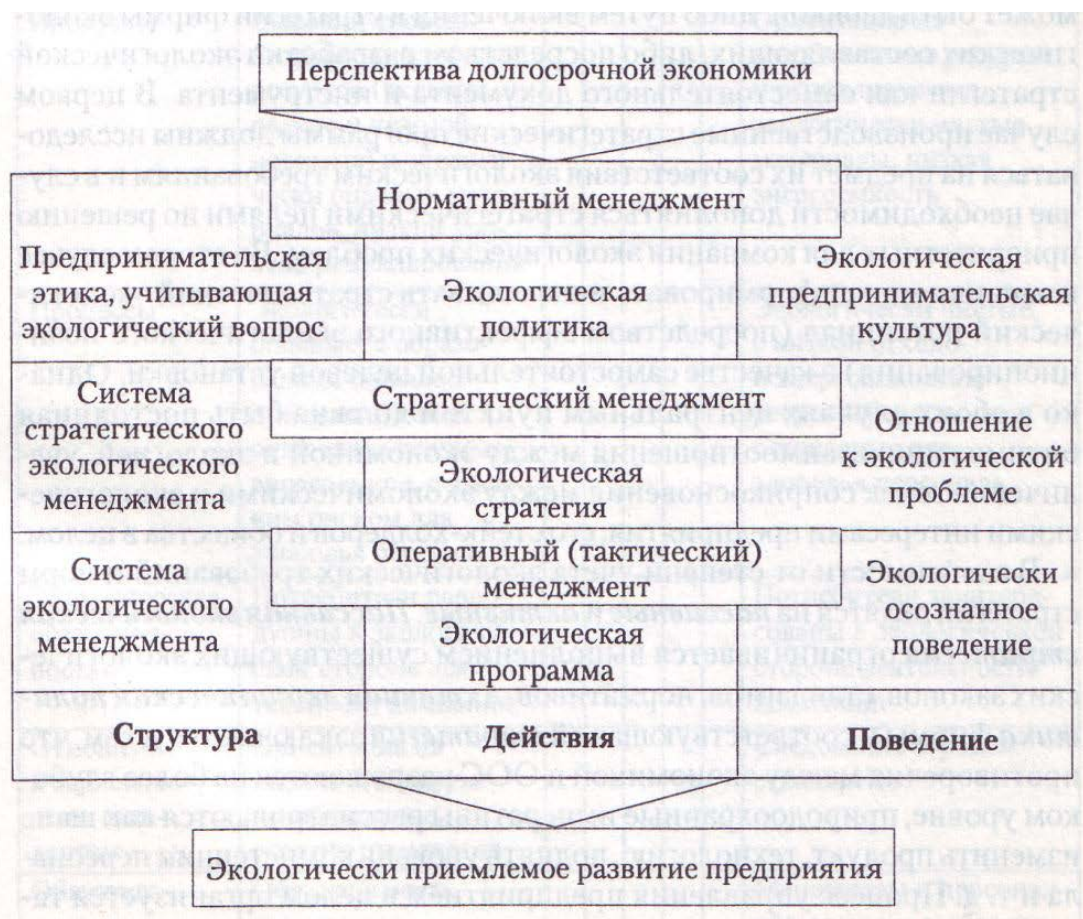 Перспектива долгосрочной экономики
Нормативный менеджмент
Предпринимательская
этика, учитывающая
экологический вопрос
Экологическая
политика
Экологическая
предпринимательская
культура
Система
стратегического
экологического
менеджмента
Стратегический менеджмент
Экологическая
стратегия
Отношение
к экологической
проблеме
Система
экологического
менеджмента
Оперативный (тактический)
менеджмент
Экологическая
программа
Экологически
осознанное
поведение
Структура
Действия
Поведение
Экологически приемлемое развитие предприятия